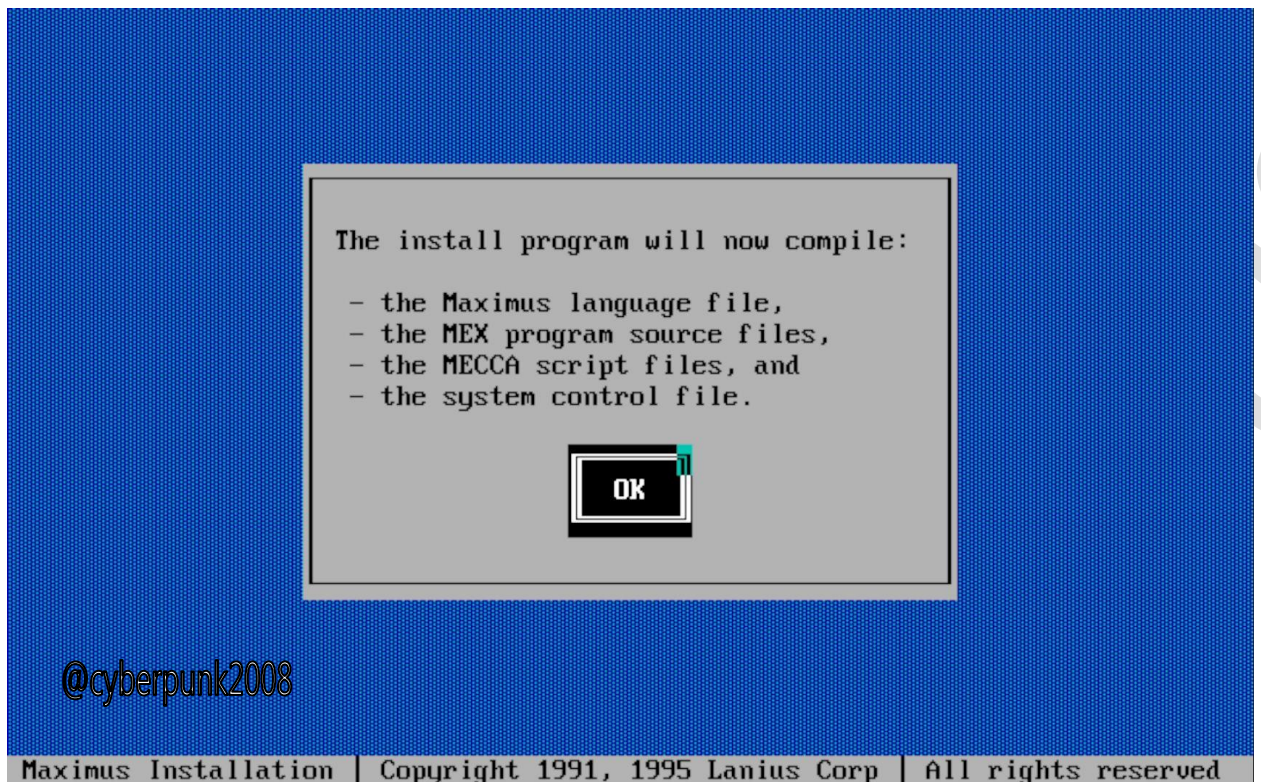 The install program will now compile:
- the Maximus language file,
- the MEX program source files,
- the MECCA script files, and
- the system control file.
OK
@cyberpunk2008
Maximus Installation | Copyright 1991, 1995 Lanius Corp | All rights reserved